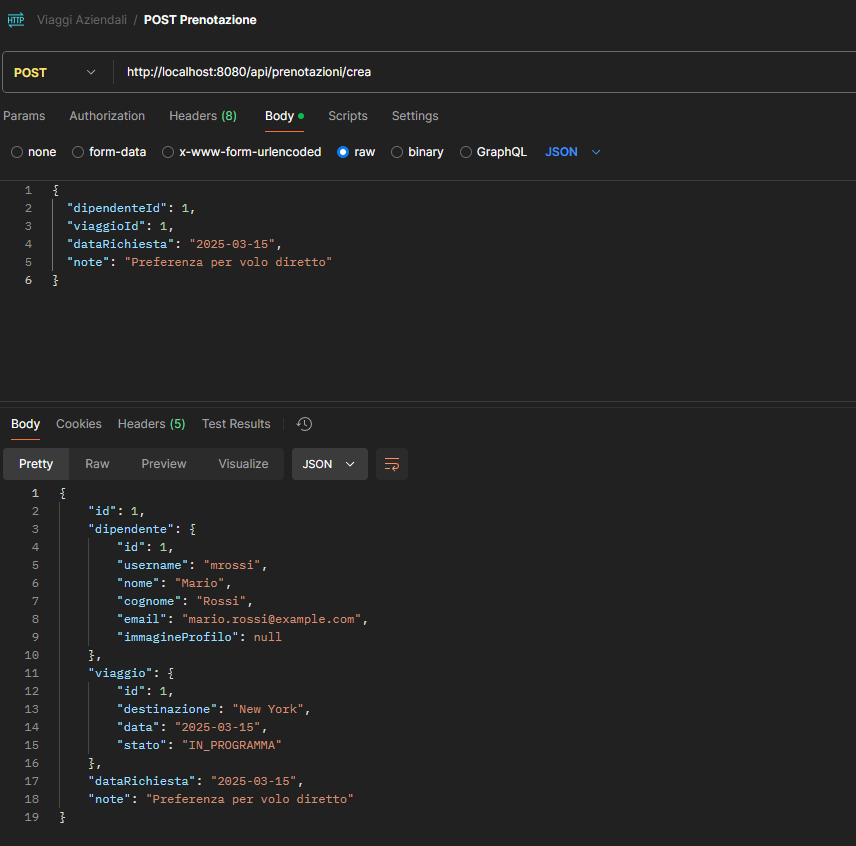 HTTP Viaggi Aziendali / POST Prenotazione
POST http://localhost:8080/api/prenotazioni/crea
Params Authorization Headers (8) Body Scripts Settings
none form-data x-www-form-urlencoded raw binary GraphQL JSON
1 {
2 "dipendenteId": 1,
3 "viaggioId": 1,
4 "dataRichiesta": "2025-03-15",
5 "note": "Preferenza per volo diretto"
6 }
Body Cookies Headers (5) Test Results
Pretty Raw Preview Visualize JSON
1 {
2 "id": 1,
3 "dipendente": {
4 "id": 1,
5 "username": "mrossi",
6 "nome": "Mario",
7 "cognome": "Rossi",
8 "email": "mario.rossi@example.com",
9 "immagineProfilo": null
10 },
11 "viaggio": {
12 "id": 1,
13 "destinazione": "New York",
14 "data": "2025-03-15",
15 "stato": "IN_PROGRAMMA"
16 },
17 "dataRichiesta": "2025-03-15",
18 "note": "Preferenza per volo diretto"
19 }